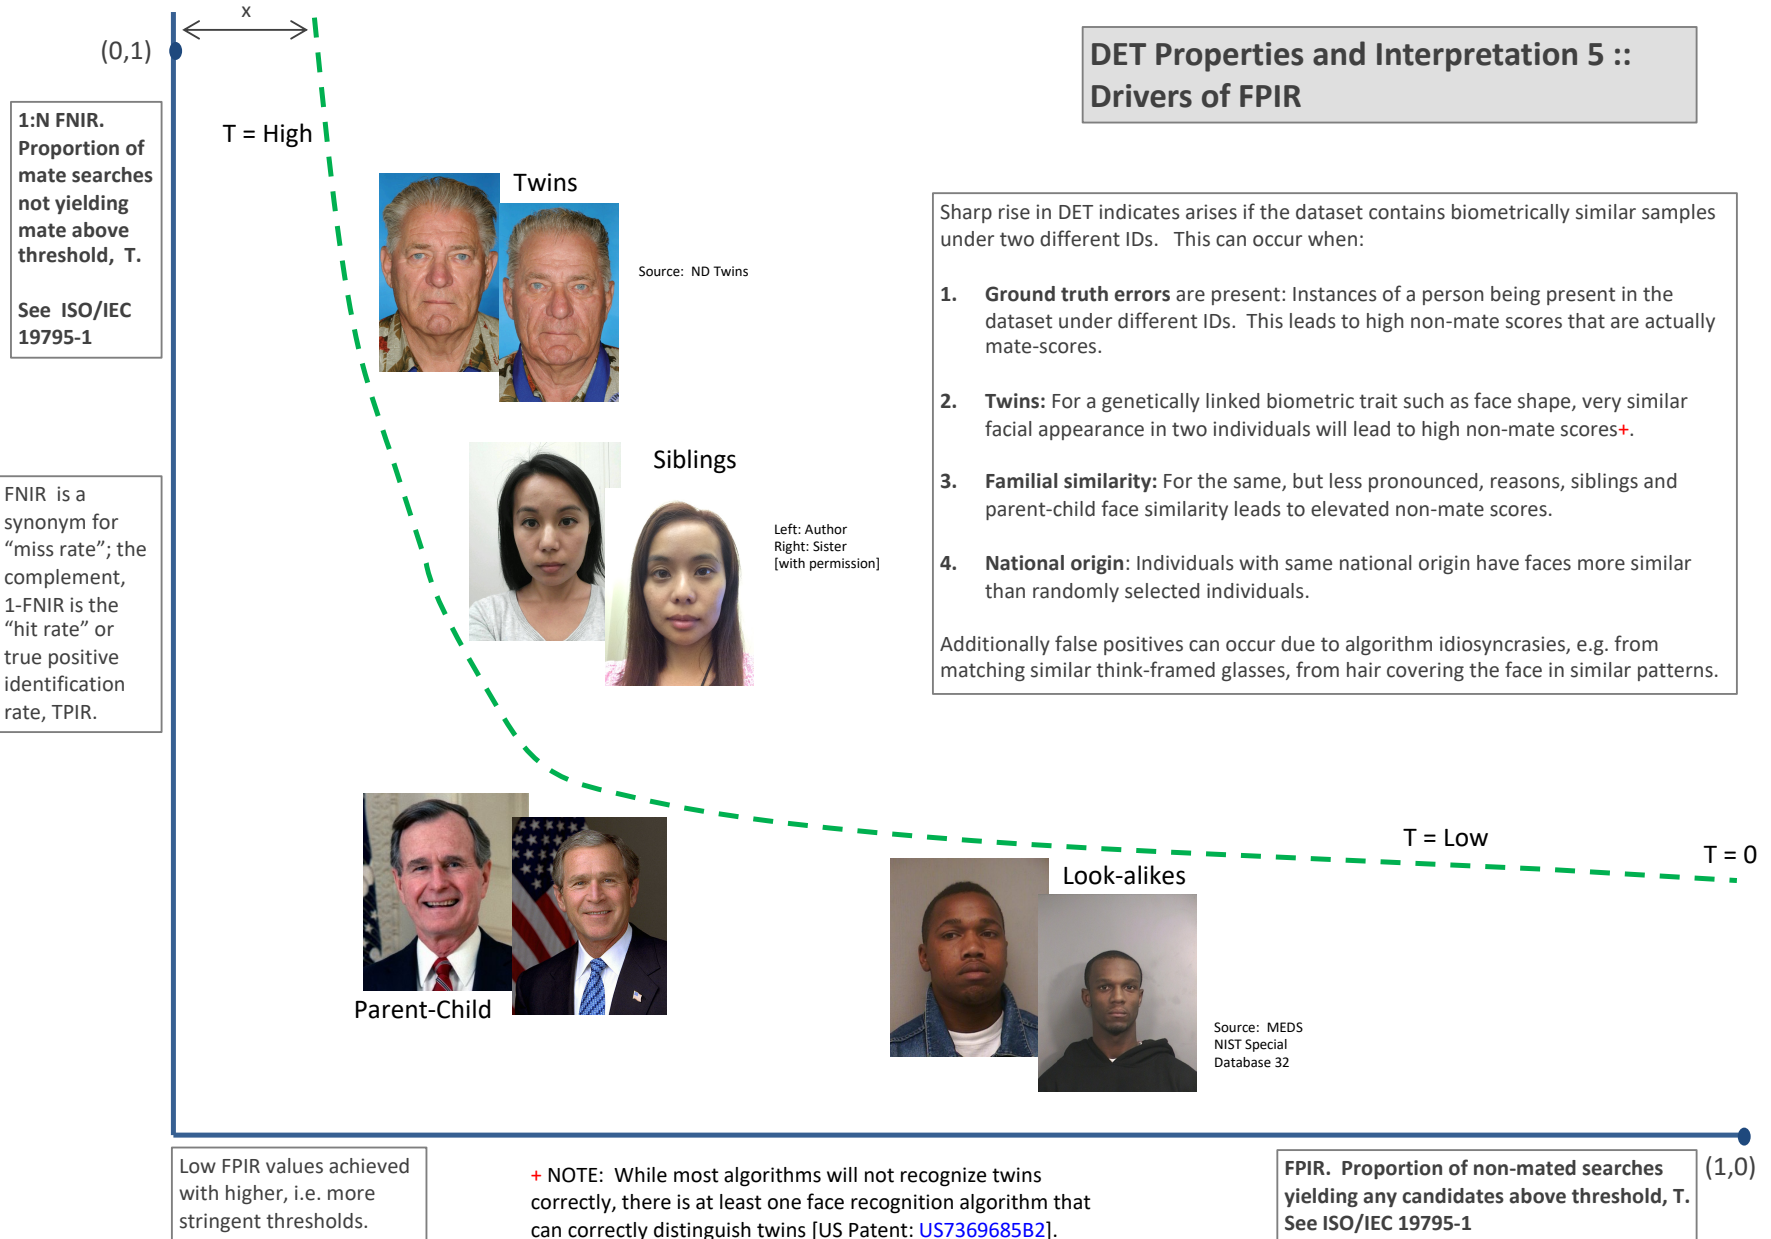 x
(0,1)
DET Properties and Interpretation 5 ::
Drivers of FPIR
1:N FNIR.
Proportion of
mate searches
not yielding
mate above
threshold, T.
See ISO/IEC
19795-1
T = High
Twins
Source: ND Twins
Sharp rise in DET indicates arises if the dataset contains biometrically similar samples
under two different IDs. This can occur when:
1. Ground truth errors are present: Instances of a person being present in the
dataset under different IDs. This leads to high non-mate scores that are actually
mate-scores.
2. Twins: For a genetically linked biometric trait such as face shape, very similar
facial appearance in two individuals will lead to high non-mate scores+.
3. Familial similarity: For the same, but less pronounced, reasons, siblings and
parent-child face similarity leads to elevated non-mate scores.
4. National origin: Individuals with same national origin have faces more similar
than randomly selected individuals.
Additionally false positives can occur due to algorithm idiosyncrasies, e.g. from
matching similar think-framed glasses, from hair covering the face in similar patterns.
Siblings
Left: Author
Right: Sister
[with permission]
FNIR is a
synonym for
“miss rate”; the
complement,
1-FNIR is the
“hit rate” or
true positive
identification
rate, TPIR.
T = Low
T = 0
Parent-Child
Look-alikes
Source: MEDS
NIST Special
Database 32
Low FPIR values achieved
with higher, i.e. more
stringent thresholds.
+ NOTE: While most algorithms will not recognize twins
correctly, there is at least one face recognition algorithm that
can correctly distinguish twins [US Patent: US7369685B2].
FPIR. Proportion of non-mated searches
yielding any candidates above threshold, T.
See ISO/IEC 19795-1
(1,0)